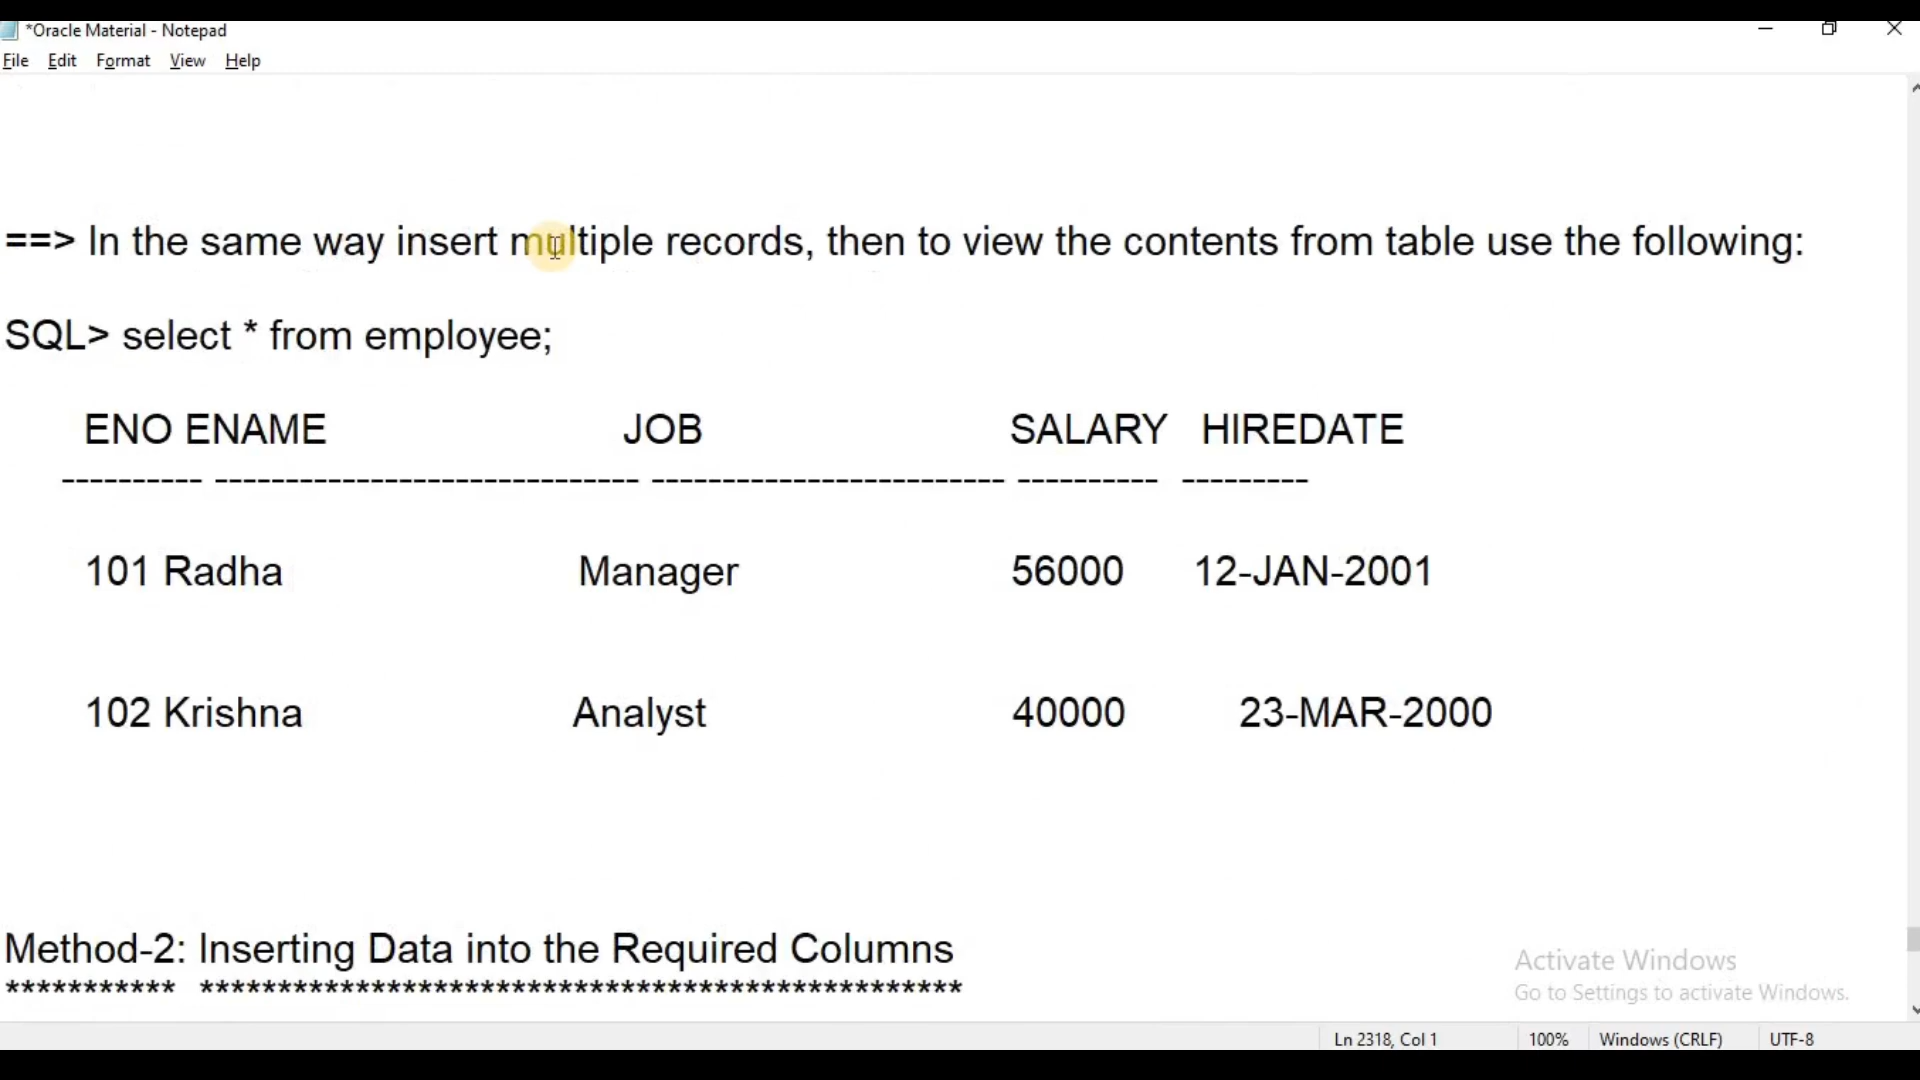 *Oracle Material - Notepad
File Edit Format View Help
==> In the same way insert multiple records, then to view the contents from table use the following:
SQL> select * from employee;
ENO ENAME JOB SALARY HIREDATE
---------- ------------------------------ ------------------------- ---------- ---------
101 Radha Manager 56000 12-JAN-2001
102 Krishna Analyst 40000 23-MAR-2000
Method-2: Inserting Data into the Required Columns
*********** **************************************************
Activate Windows
Go to Settings to activate Windows.
Ln 2318, Col 1 100% Windows (CRLF) UTF-8